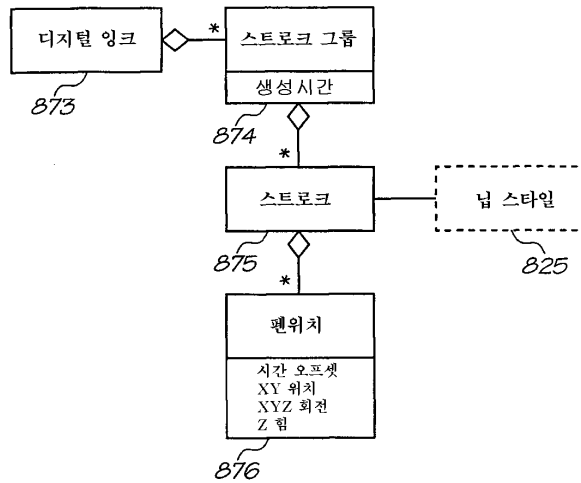 디지털 잉크
*
스트로크 그룹
873
생성시간
874
*
스트로크
닙 스타일
875
825
*
펜위치
시간 오프셋
XY 위치
XYZ 회전
Z 힘
876